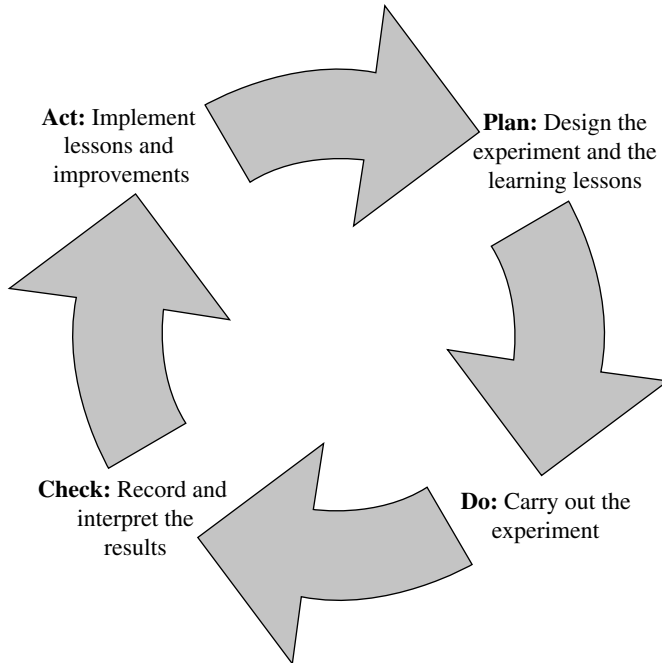 Act: Implement
lessons and
improvements
Plan: Design the
experiment and the
learning lessons
Check: Record and
interpret the
results
Do: Carry out the
experiment